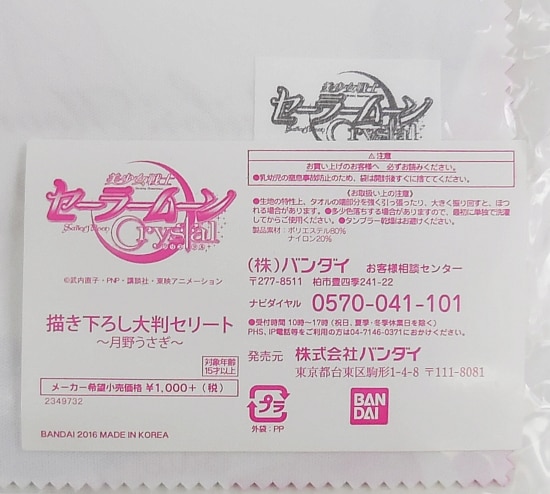 美少女戦士
セーラームーン
Crystal
美少女戦士
セーラームーン
Sailor Moon
Crystal
©武内直子・PNP・講談社・東映アニメーション
描き下ろし大判セリート
〜月野うさぎ〜
対象年齢
15才以上
メーカー希望小売価格 ¥1,000+(税)
2349732
BANDAI 2016 MADE IN KOREA
⚠注意
お買い上げのお客様へ 必ずお読みください。
●乳幼児の窒息事故防止のため、袋は開封後すぐに捨ててください。
《お取扱い上の注意》
●生地の特性上、タオルの端部分を強く引っ張ったり、大きく振り回すと、ほつ
れる場合があります。●多少色落ちする場合がありますので、最初に単独で洗濯
してからご使用ください。●タンブラー乾燥はお避けください。
製品素材:ポリエステル80%
ナイロン20%
(株)バンダイ お客様相談センター
〒277-8511 柏市豊四季241-22
ナビダイヤル 0570-041-101
●受付時間 10時〜17時(祝日、夏季・冬季休業日を除く)
PHS、IP電話等をご利用の方は04-7146-0371におかけください。
発売元 株式会社バンダイ
東京都台東区駒形1-4-8 〒111-8081
プラ
外袋:PP
BAN
DAI